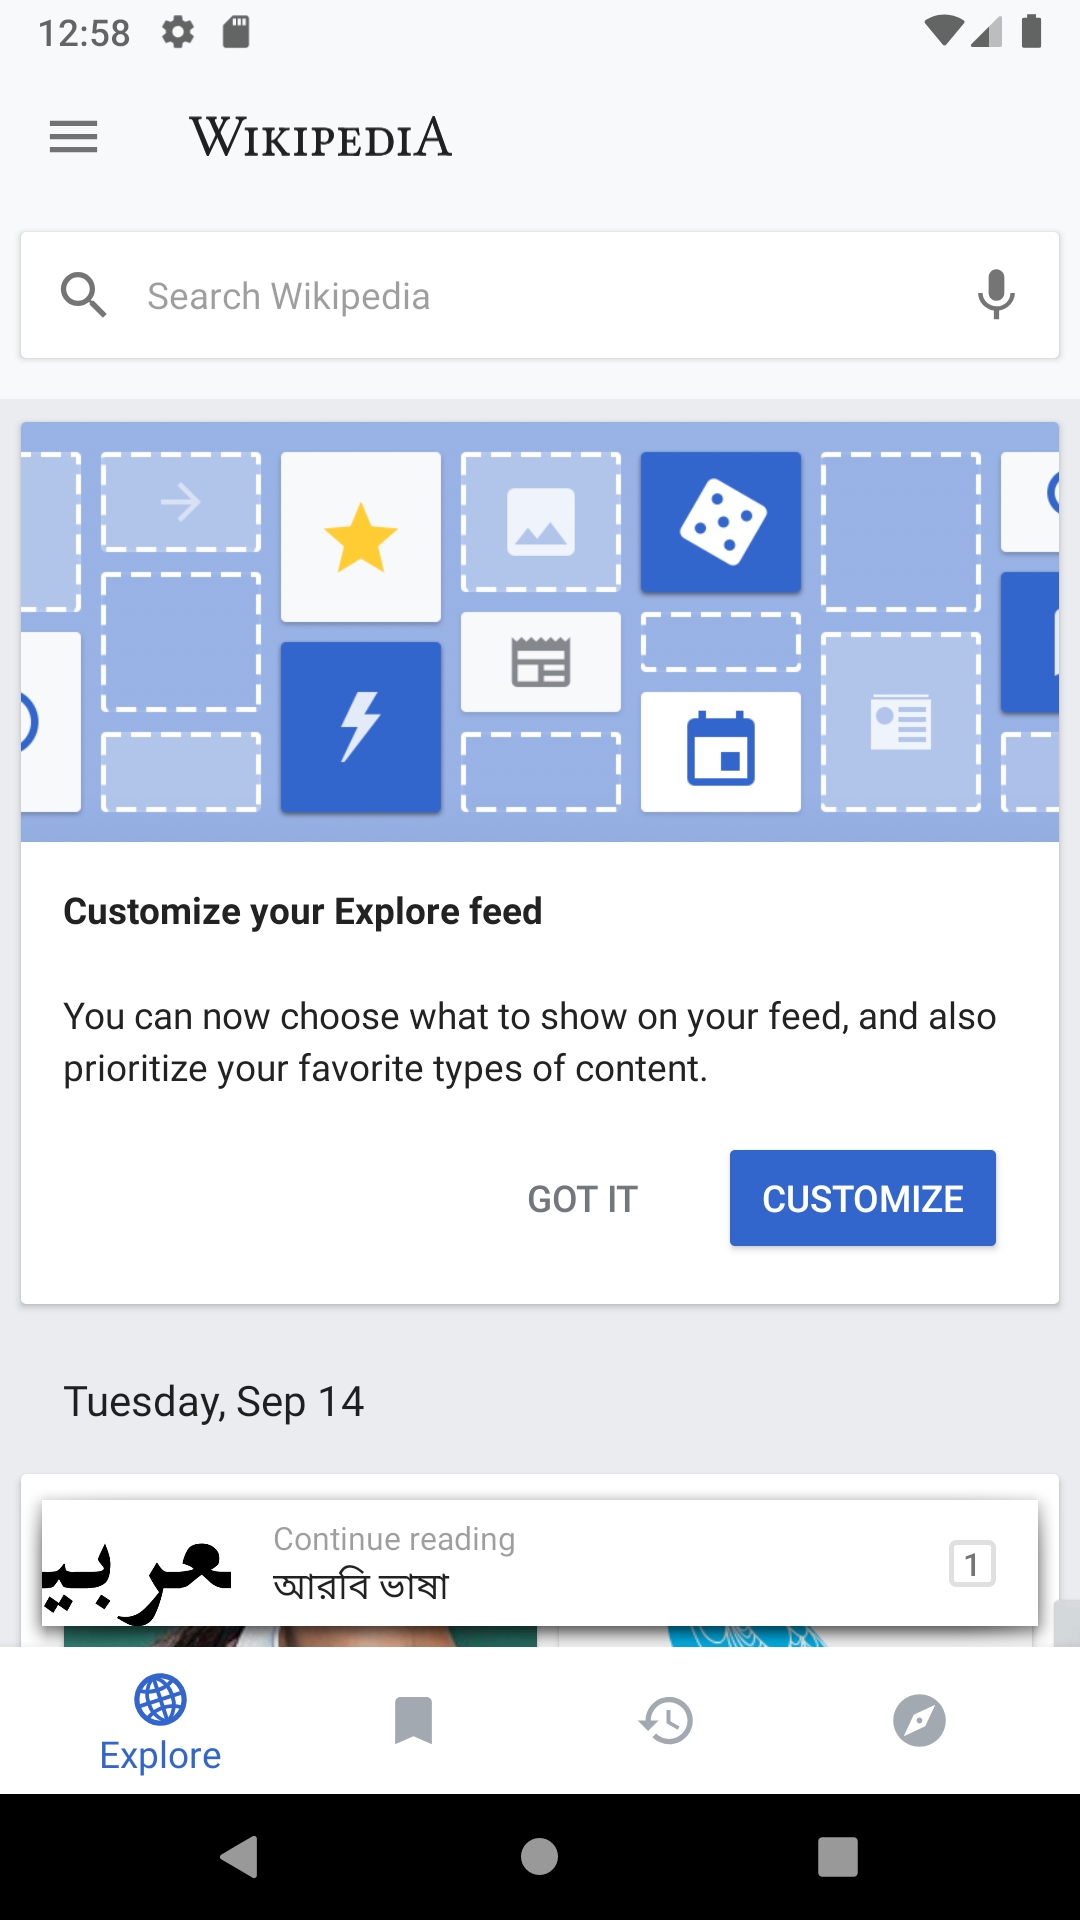 12:58
WIKIPEDIA
Search Wikipedia
Customize your Explore feed
You can now choose what to show on your feed, and also
prioritize your favorite types of content.
GOT IT
CUSTOMIZE
Tuesday, Sep 14
Continue reading
আরবি ভাষা
1
Explore